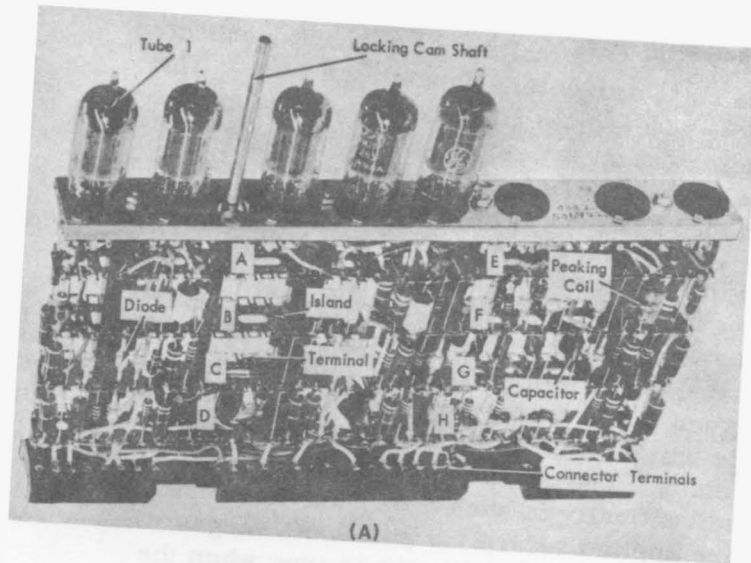 Tube 1
Locking Cam Shaft
A
E
Peaking
Coil
Diode
B
Island
F
C
Terminal
G
Capacitor
D
H
Connector Terminals
(A)